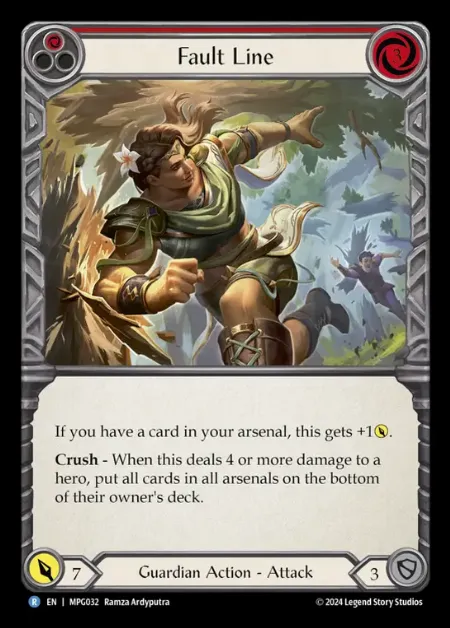 Fault Line
3
If you have a card in your arsenal, this gets +1.
Crush - When this deals 4 or more damage to a
hero, put all cards in all arsenals on the bottom
of their owner's deck.
7
Guardian Action - Attack
3
R EN | MPG032 Ramza Ardyputra
© 2024 Legend Story Studios